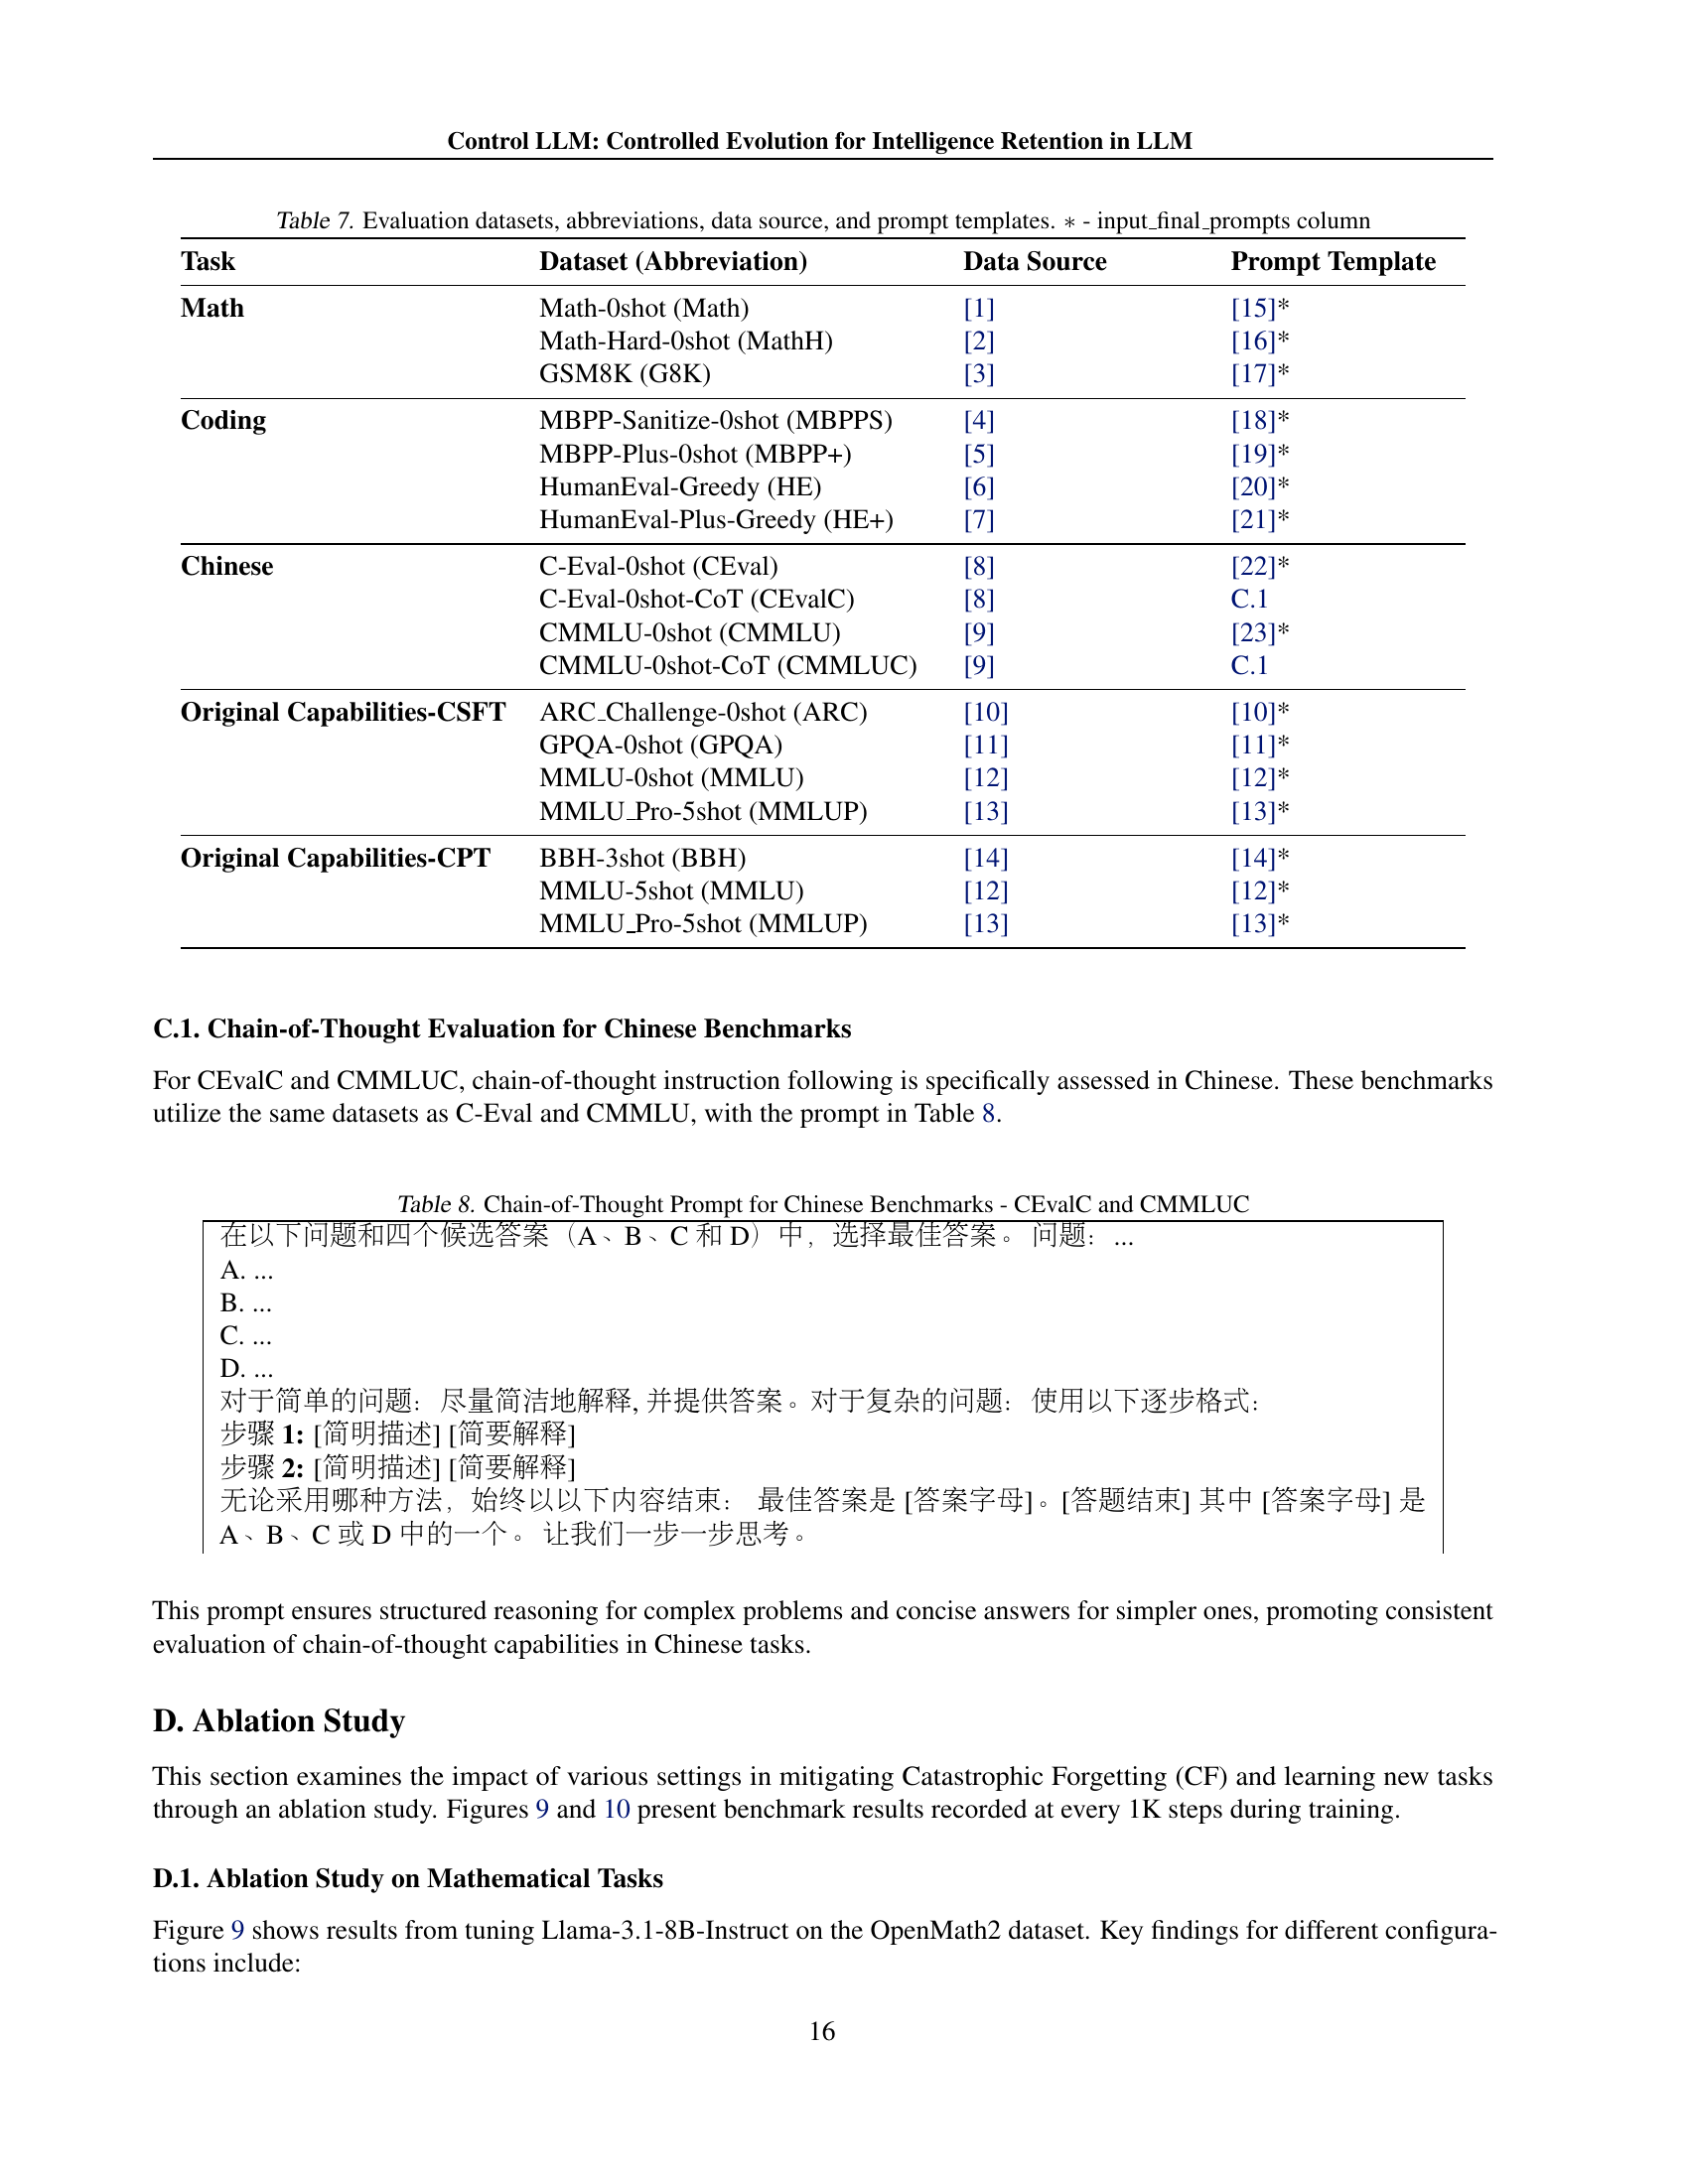 Control LLM: Controlled Evolution for Intelligence Retention in LLM
Table 7. Evaluation datasets, abbreviations, data source, and prompt templates. * - input_final_prompts column
Task Dataset (Abbreviation) Data Source Prompt Template
Math Math-0shot (Math) [1] [15]*
Math-Hard-0shot (MathH) [2] [16]*
GSM8K (G8K) [3] [17]*
Coding MBPP-Sanitize-0shot (MBPPS) [4] [18]*
MBPP-Plus-0shot (MBPP+) [5] [19]*
HumanEval-Greedy (HE) [6] [20]*
HumanEval-Plus-Greedy (HE+) [7] [21]*
Chinese C-Eval-0shot (CEval) [8] [22]*
C-Eval-0shot-CoT (CEvalC) [8] C.1
CMMLU-0shot (CMMLU) [9] [23]*
CMMLU-0shot-CoT (CMMLUC) [9] C.1
Original Capabilities-CSFT ARC_Challenge-0shot (ARC) [10] [10]*
GPQA-0shot (GPQA) [11] [11]*
MMLU-0shot (MMLU) [12] [12]*
MMLU_Pro-5shot (MMLUP) [13] [13]*
Original Capabilities-CPT BBH-3shot (BBH) [14] [14]*
MMLU-5shot (MMLU) [12] [12]*
MMLU_Pro-5shot (MMLUP) [13] [13]*
C.1. Chain-of-Thought Evaluation for Chinese Benchmarks
For CEvalC and CMMLUC, chain-of-thought instruction following is specifically assessed in Chinese. These benchmarks
utilize the same datasets as C-Eval and CMMLU, with the prompt in Table 8.
Table 8. Chain-of-Thought Prompt for Chinese Benchmarks - CEvalC and CMMLUC
在以下问题和四个候选答案（A、B、C 和 D）中，选择最佳答案。 问题：...
A. ...
B. ...
C. ...
D. ...
对于简单的问题：尽量简洁地解释, 并提供答案。对于复杂的问题：使用以下逐步格式：
步骤 1: [简明描述] [简要解释]
步骤 2: [简明描述] [简要解释]
无论采用哪种方法，始终以以下内容结束： 最佳答案是 [答案字母]。[答题结束] 其中 [答案字母] 是
A、B、C 或 D 中的一个。 让我们一步一步思考。
This prompt ensures structured reasoning for complex problems and concise answers for simpler ones, promoting consistent
evaluation of chain-of-thought capabilities in Chinese tasks.
D. Ablation Study
This section examines the impact of various settings in mitigating Catastrophic Forgetting (CF) and learning new tasks
through an ablation study. Figures 9 and 10 present benchmark results recorded at every 1K steps during training.
D.1. Ablation Study on Mathematical Tasks
Figure 9 shows results from tuning Llama-3.1-8B-Instruct on the OpenMath2 dataset. Key findings for different configura-
tions include:
16